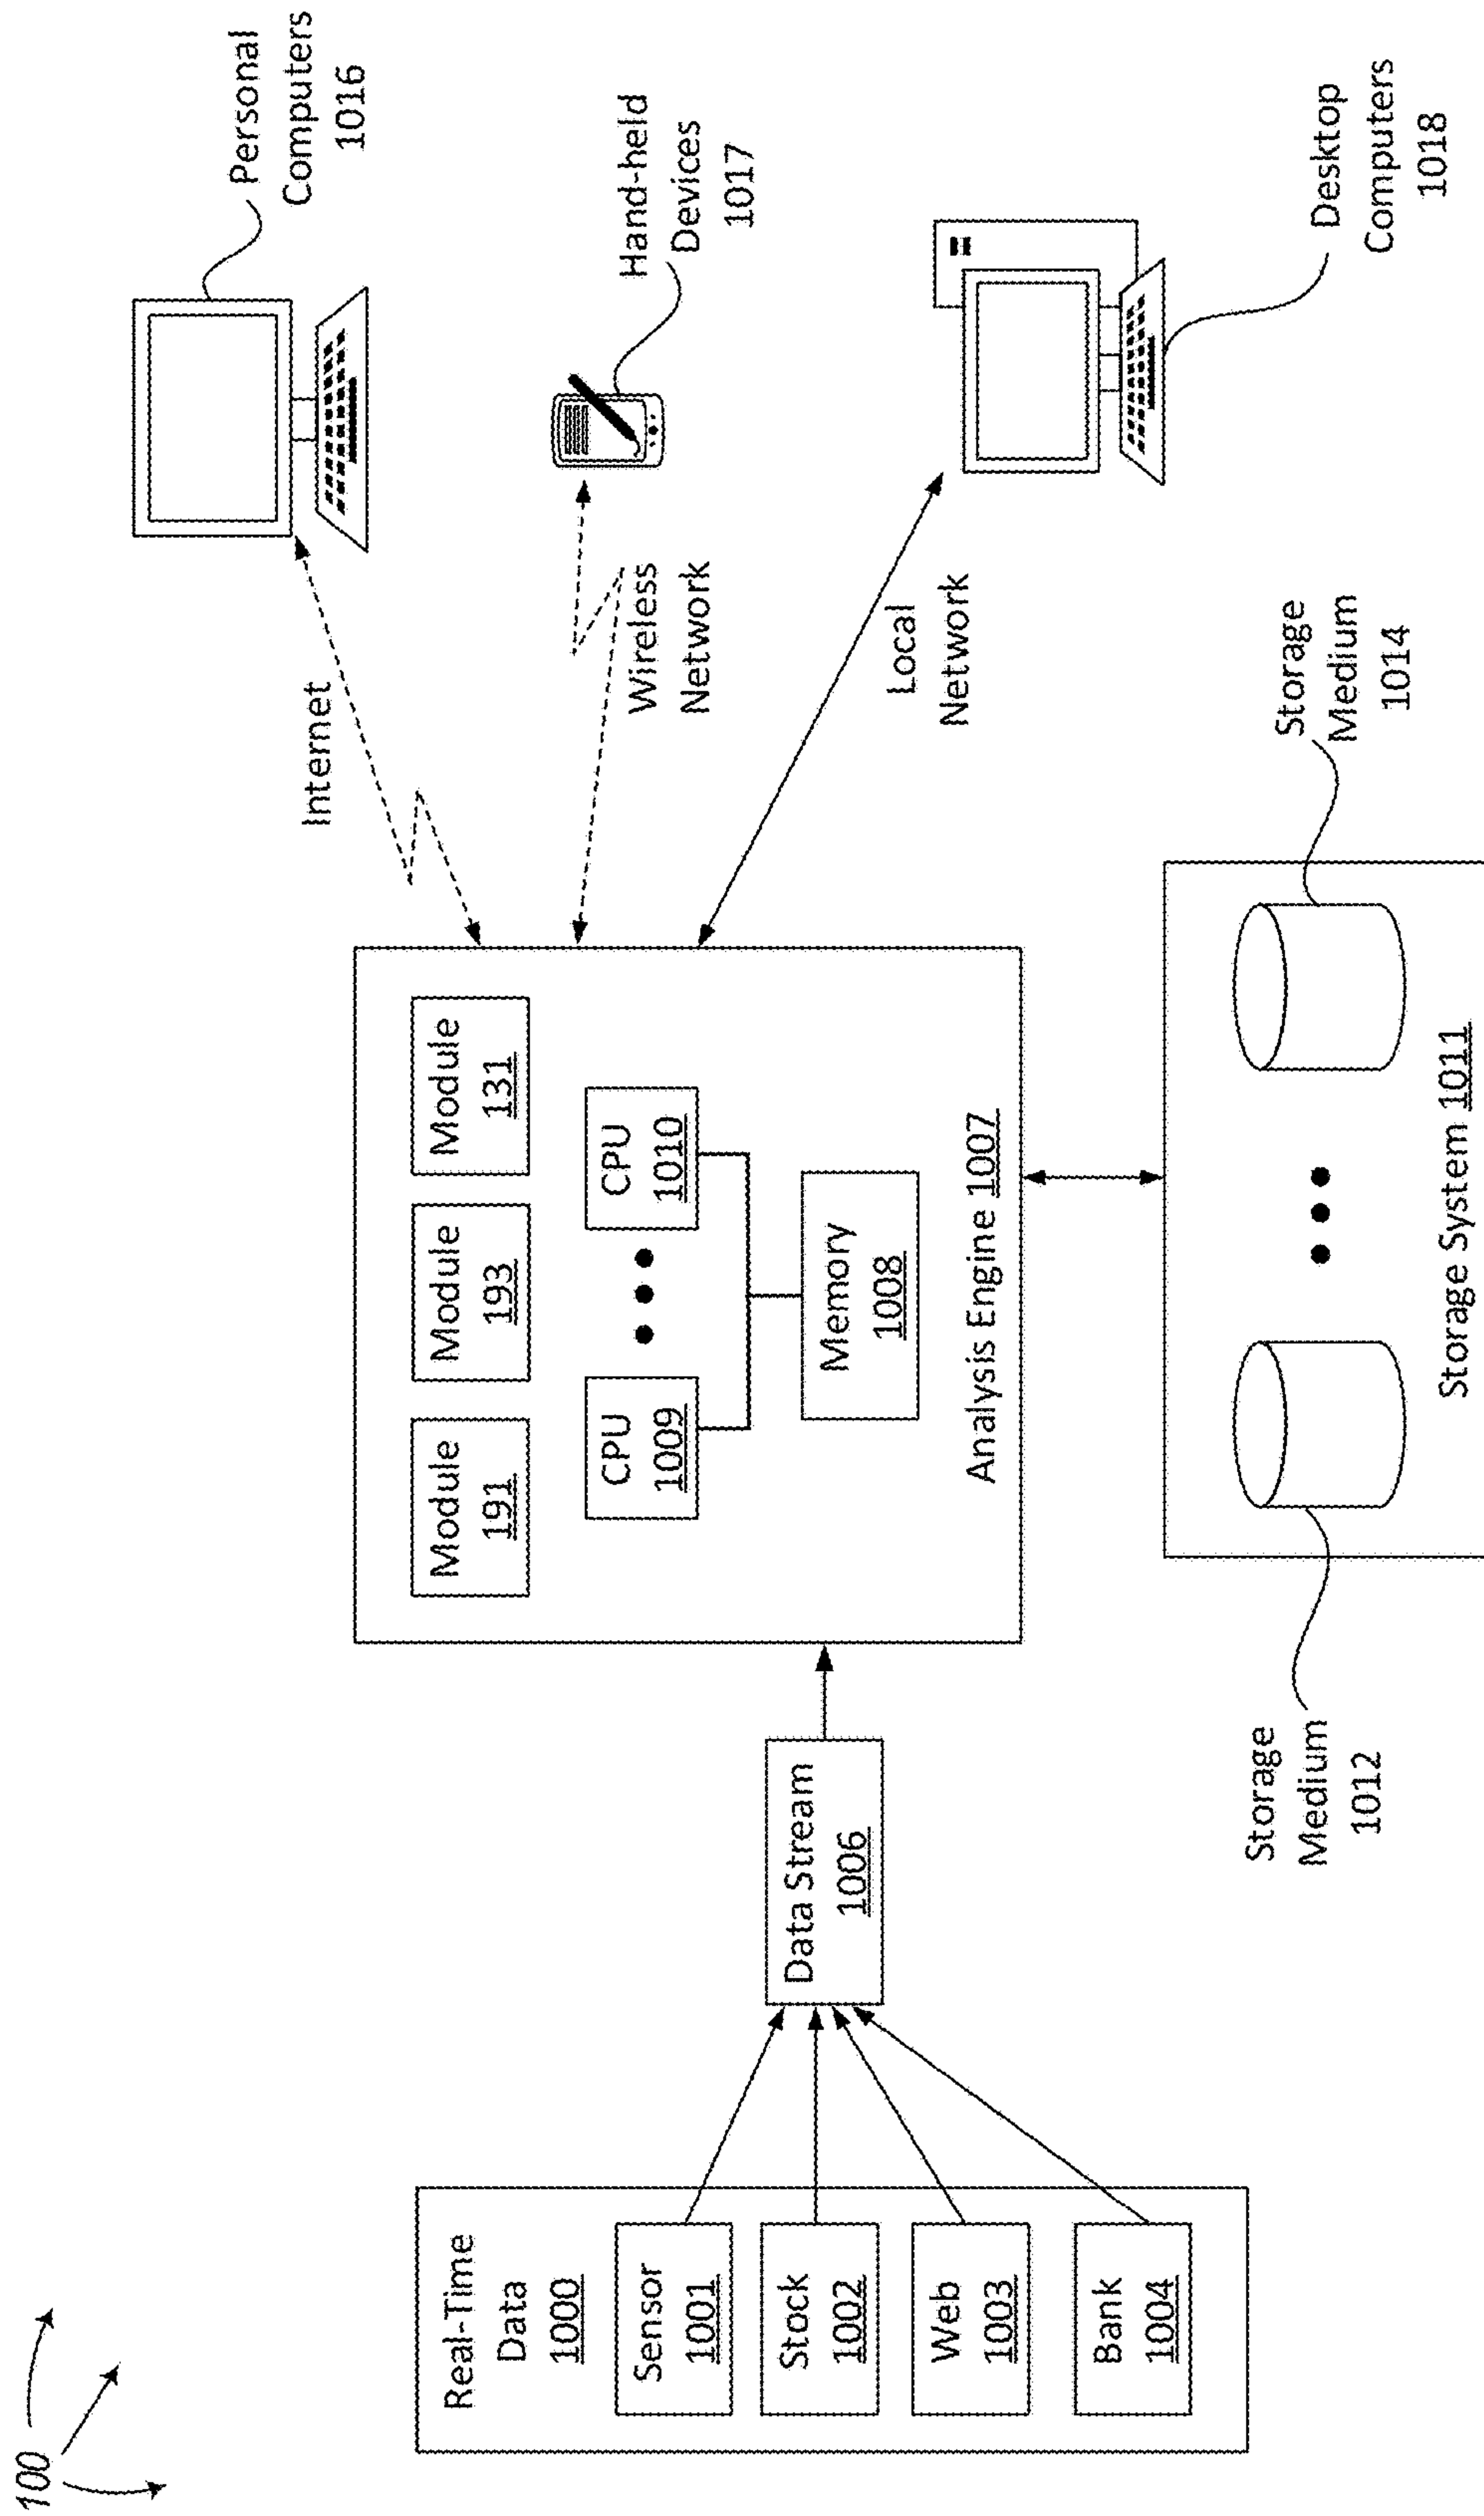 100
Real-Time
Data
1000
Sensor
1001
Stock
1002
Web
1003
Bank
1004
Data Stream
1006
Module
191
Module
193
Module
131
CPU
1009
CPU
1010
Memory
1008
Analysis Engine 1007
Storage
Medium
1012
Storage System 1011
Storage
Medium
1014
Internet
Wireless
Network
Local
Network
Personal
Computers
1016
Hand-held
Devices
1017
Desktop
Computers
1018